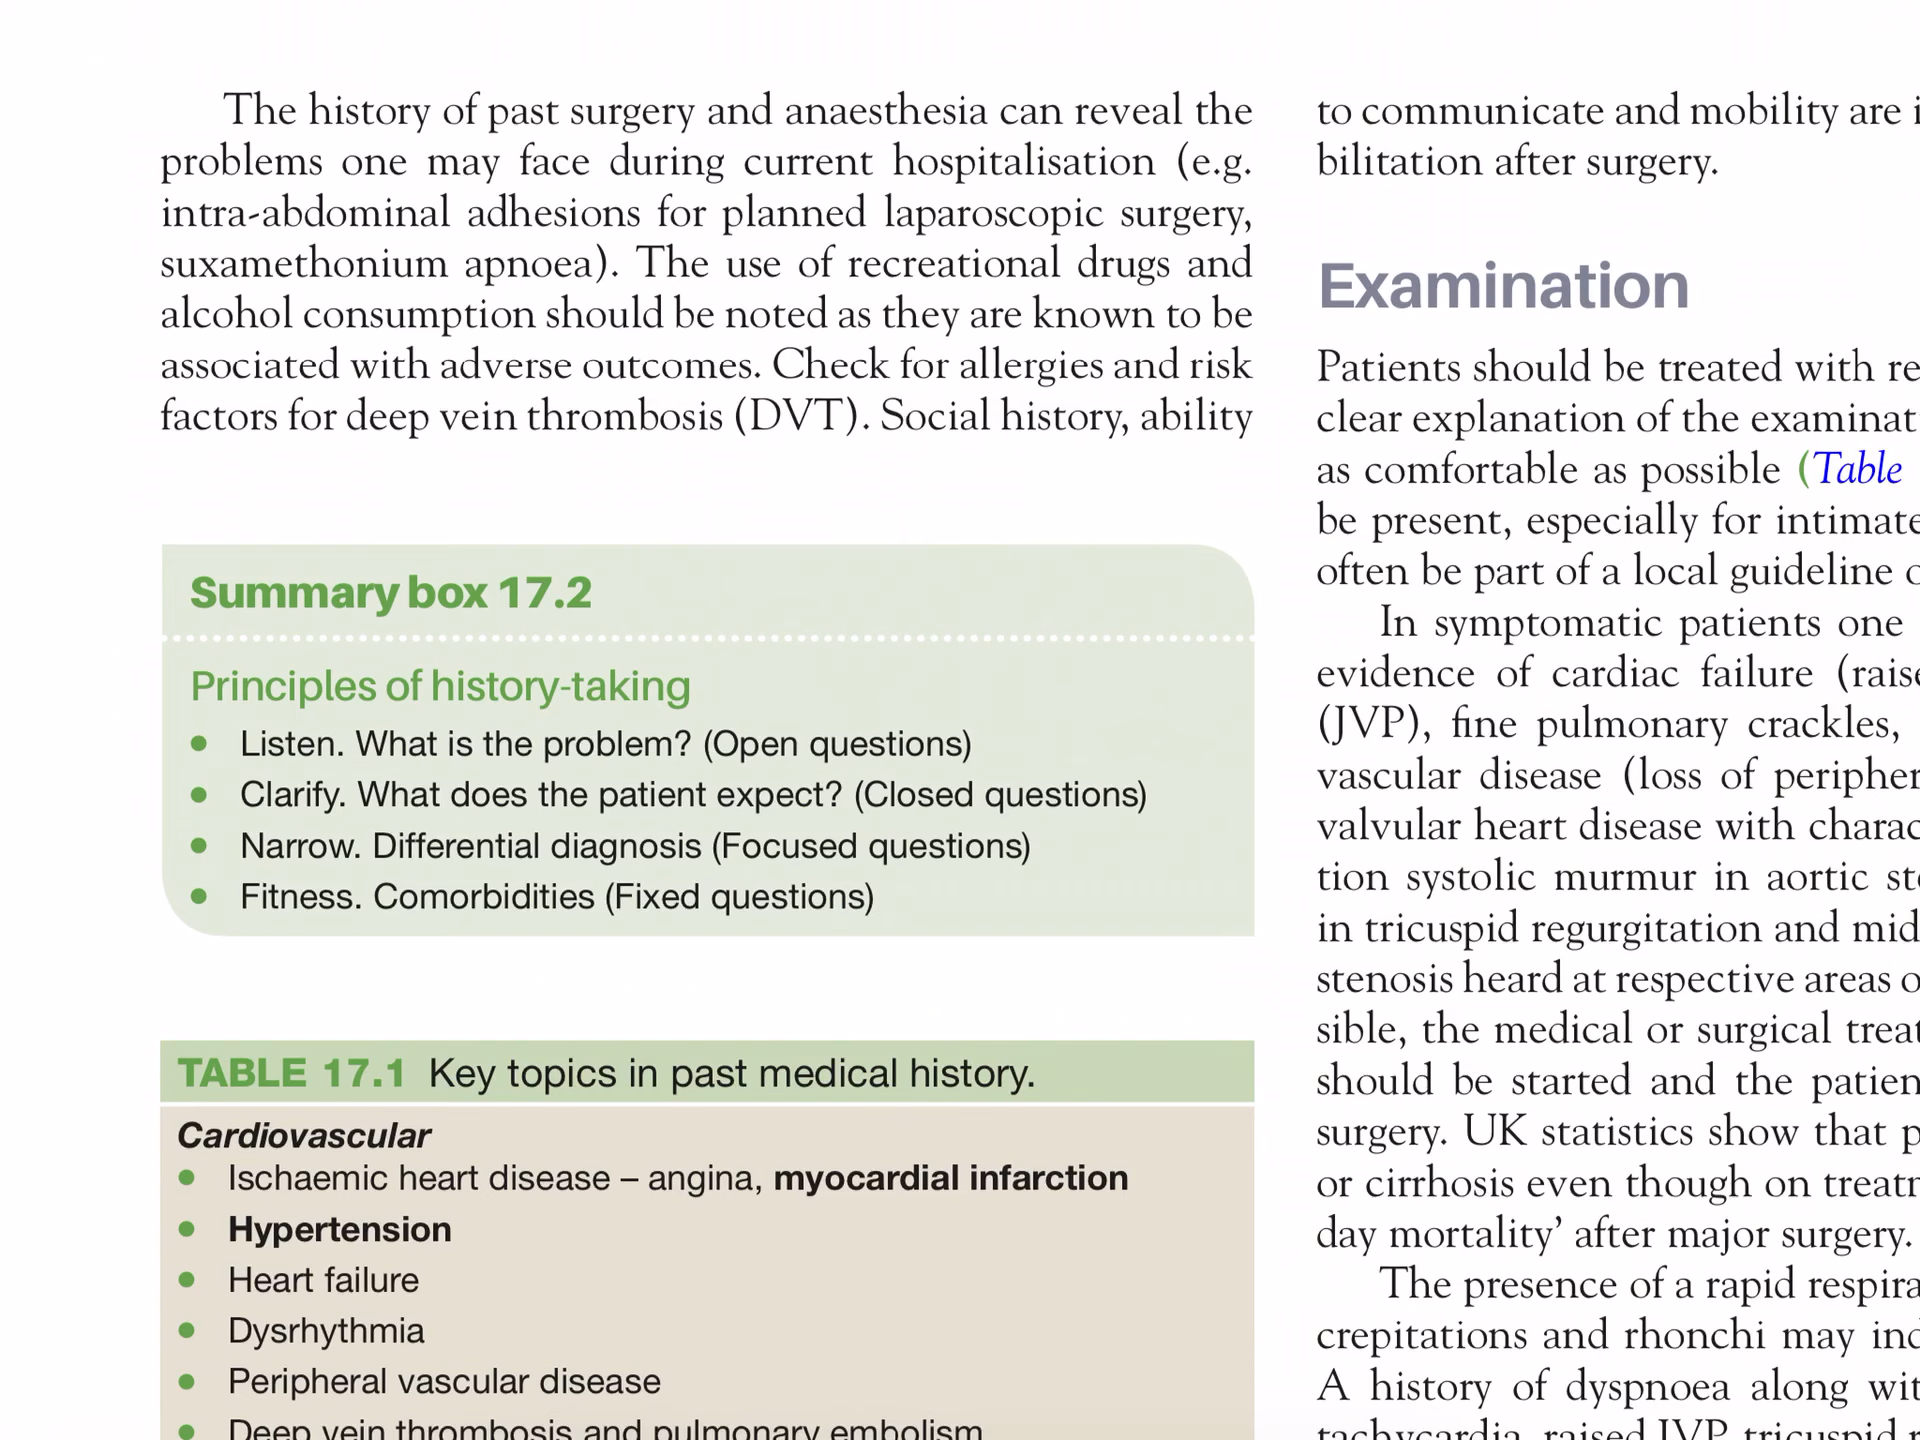 The history of past surgery and anaesthesia can reveal the
problems one may face during current hospitalisation (e.g.
intra-abdominal adhesions for planned laparoscopic surgery,
suxamethonium apnoea). The use of recreational drugs and
alcohol consumption should be noted as they are known to be
associated with adverse outcomes. Check for allergies and risk
factors for deep vein thrombosis (DVT). Social history, ability
Summary box 17.2
Principles of history-taking
● Listen. What is the problem? (Open questions)
● Clarify. What does the patient expect? (Closed questions)
● Narrow. Differential diagnosis (Focused questions)
● Fitness. Comorbidities (Fixed questions)
TABLE 17.1 Key topics in past medical history.
Cardiovascular
● Ischaemic heart disease – angina, myocardial infarction
● Hypertension
● Heart failure
● Dysrhythmia
● Peripheral vascular disease
● Deep vein thrombosis and pulmonary embolism
to communicate and mobility are
bilitation after surgery.
Examination
Patients should be treated with
clear explanation of the
as comfortable as possible (Table
be present, especially for intimate
often be part of a local guideline
In symptomatic patients one
evidence of cardiac failure
(JVP), fine pulmonary crackles,
vascular disease (loss of
valvular heart disease with
tion systolic murmur in aortic
in tricuspid regurgitation and mid
stenosis heard at respective areas
sible, the medical or surgical
should be started and the
surgery. UK statistics show that
or cirrhosis even though on
day mortality’ after major surgery.
The presence of a rapid
crepitations and rhonchi may
A history of dyspnoea along
tachycardia, raised JVP, tricuspid